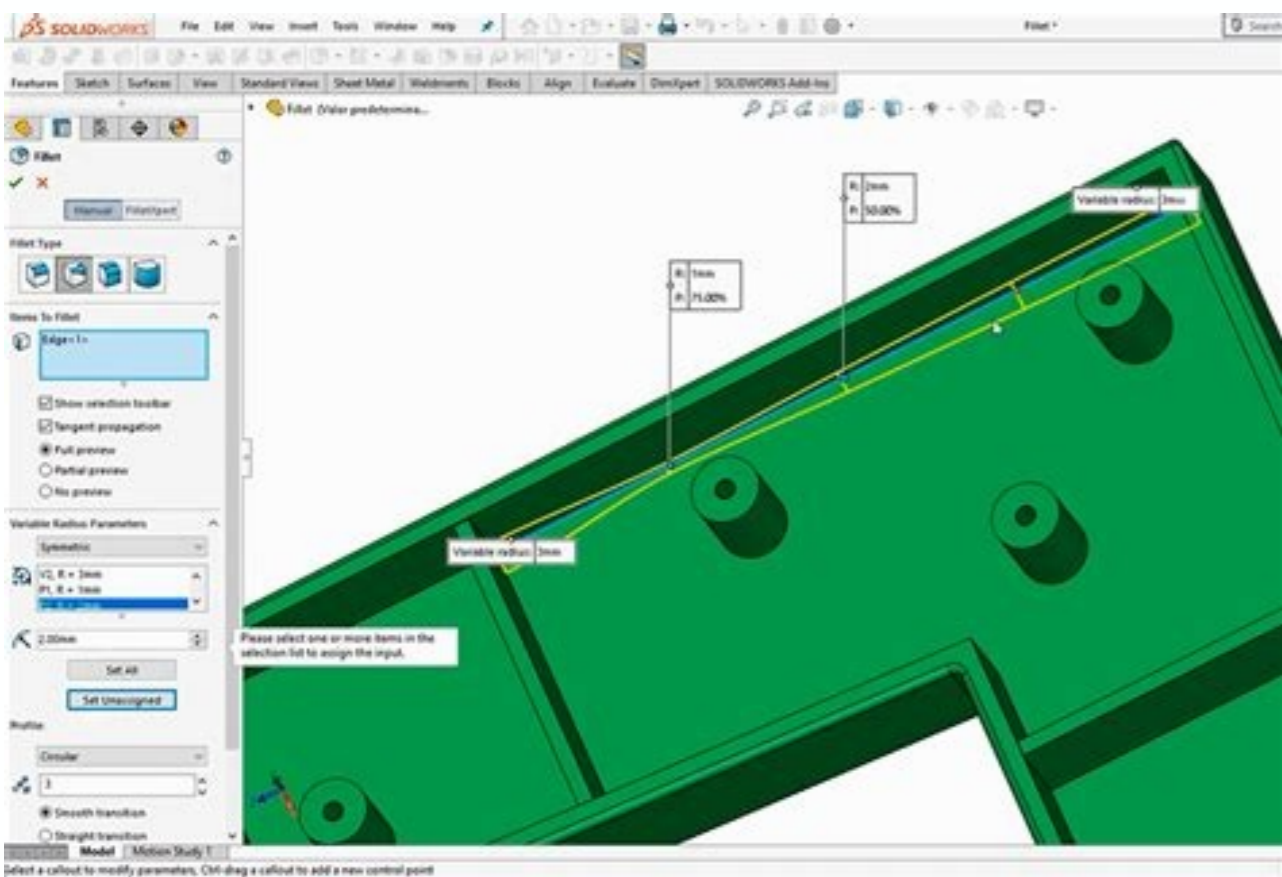 SOLIDWORKS File Edit View Insert Tools Window Help Fillet *
Features Sketch Surfaces View Standard Views Sheet Metal Weldments Blocks Align Evaluate DimXpert SOLIDWORKS Add-Ins
Fillet (Valor predetermina...
Fillet
Manual FilletXpert
Fillet Type
Items To Fillet
Edge<1>
Show selection toolbar
Tangent propagation
Full preview
Partial preview
No preview
Variable Radius Parameters
Symmetric
V2, R = 3mm
P1, R = 1mm
P2, R = 2mm
2.00mm
Set All
Set Unassigned
Please select one or more items in the
selection list to assign the input.
Profile:
Circular
3
Smooth transition
Straight transition
R: 2mm
P: 50.00%
Variable radius: 3mm
R: 1mm
P: 75.00%
Variable radius: 3mm
Model Motion Study 1
Select a callout to modify parameters, Ctrl-drag a callout to add a new control point